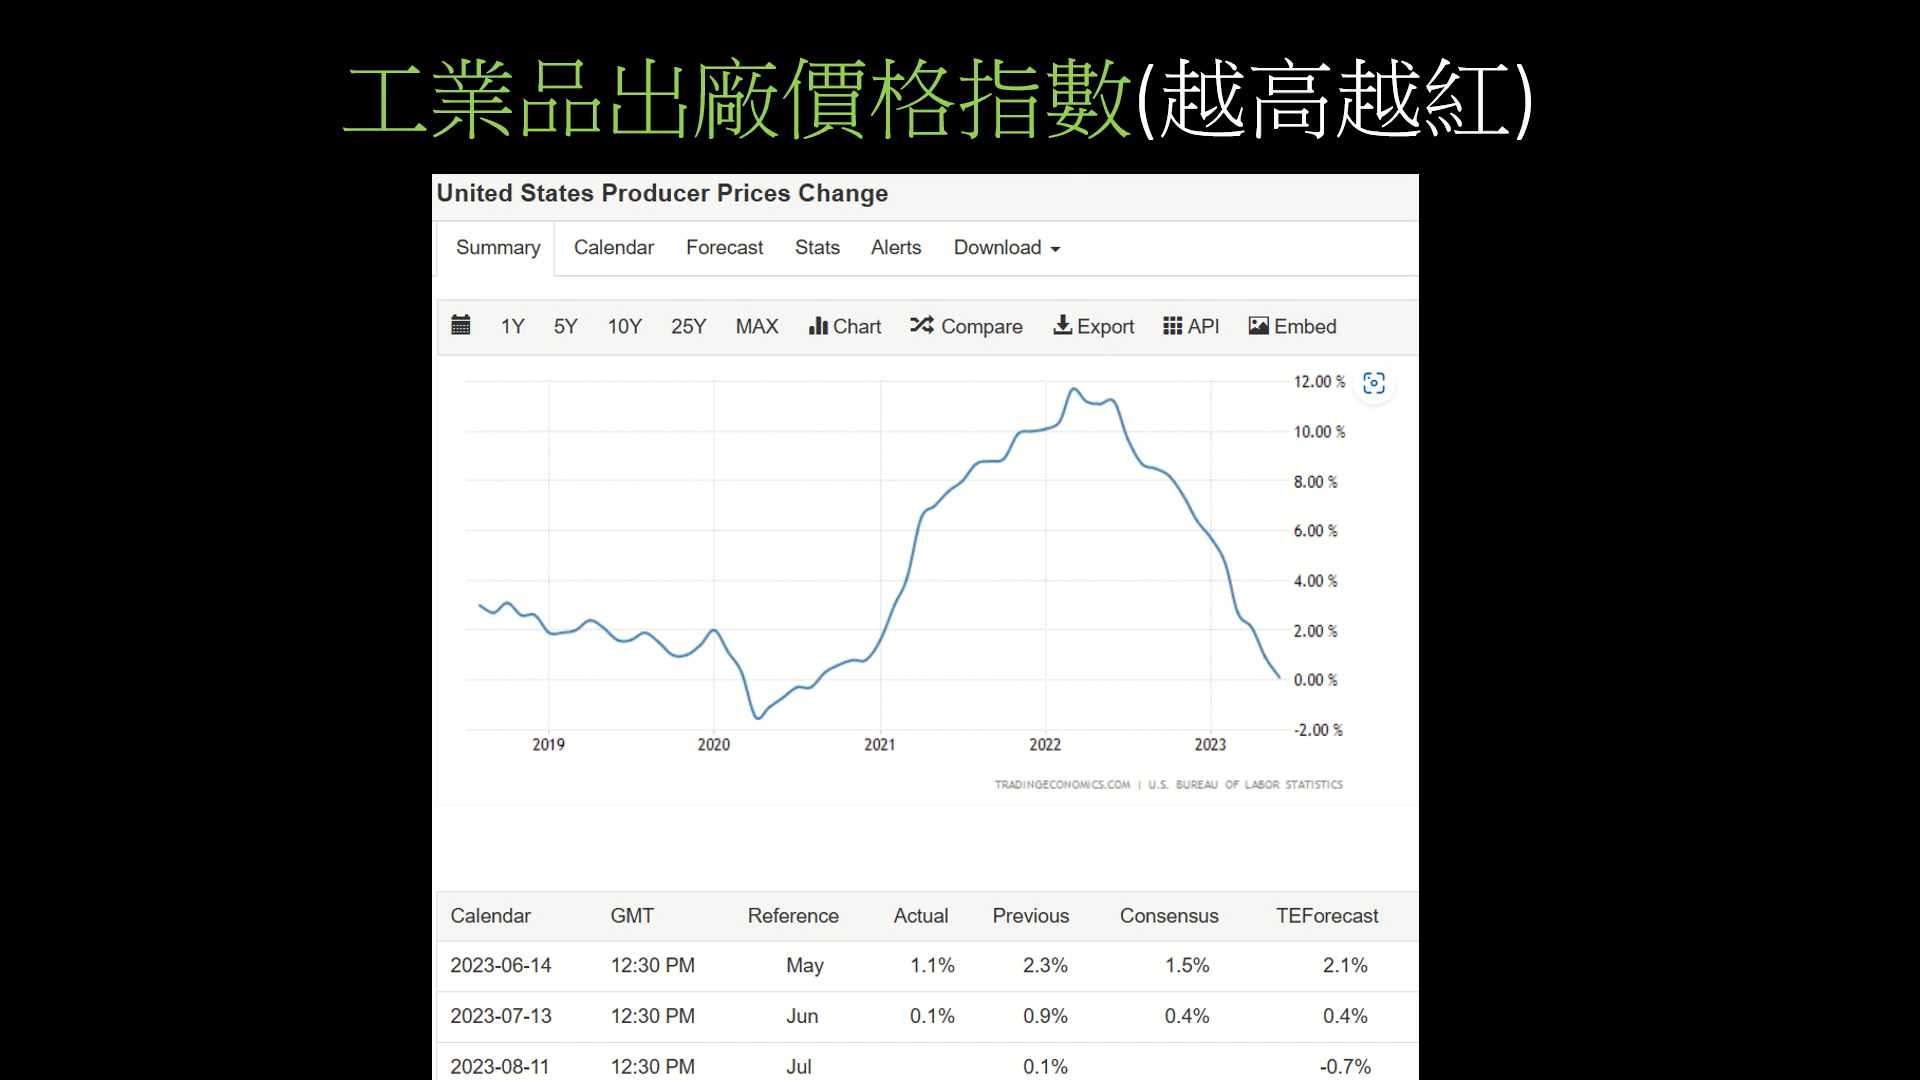 工業品出廠價格指數(越高越紅)
United States Producer Prices Change
Summary Calendar Forecast Stats Alerts Download
1Y 5Y 10Y 25Y MAX Chart Compare Export API Embed
12.00 %
10.00 %
8.00 %
6.00 %
4.00 %
2.00 %
0.00 %
-2.00 %
2019 2020 2021 2022 2023
TRADINGECONOMICS.COM | U.S. BUREAU OF LABOR STATISTICS
Calendar GMT Reference Actual Previous Consensus TEForecast
2023-06-14 12:30 PM May 1.1% 2.3% 1.5% 2.1%
2023-07-13 12:30 PM Jun 0.1% 0.9% 0.4% 0.4%
2023-08-11 12:30 PM Jul 0.1% -0.7%